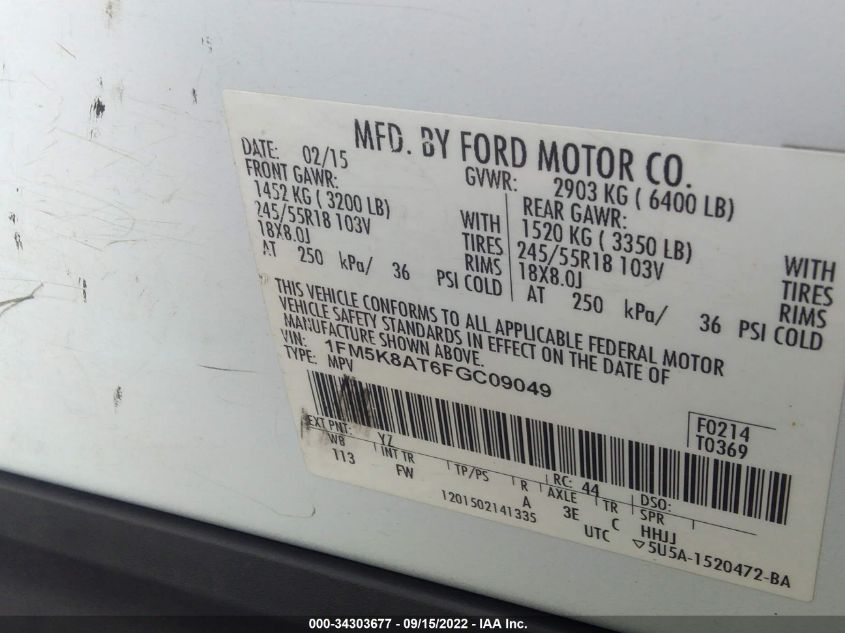 MFD. BY FORD MOTOR CO.
DATE: 02/15 GVWR: 2903 KG ( 6400 LB)
FRONT GAWR: REAR GAWR:
1452 KG ( 3200 LB) WITH 1520 KG ( 3350 LB) WITH
245/55R18 103V TIRES 245/55R18 103V TIRES
18X8.0J RIMS 18X8.0J RIMS
AT 250 kPa/ 36 PSI COLD AT 250 kPa/ 36 PSI COLD
THIS VEHICLE CONFORMS TO ALL APPLICABLE FEDERAL MOTOR
VEHICLE SAFETY STANDARDS IN EFFECT ON THE DATE OF
MANUFACTURE SHOWN ABOVE.
VIN: 1FM5K8AT6FGC09049
TYPE: MPV
F0214
T0369
EXT PNT: YZ RC: 44 DSO:
WB INT TR TP/PS R AXLE TR SPR
113 FW A 3E C HHJJ
1201502141335 UTC ▽5U5A-1520472-BA
000-34303677 - 09/15/2022 - IAA Inc.